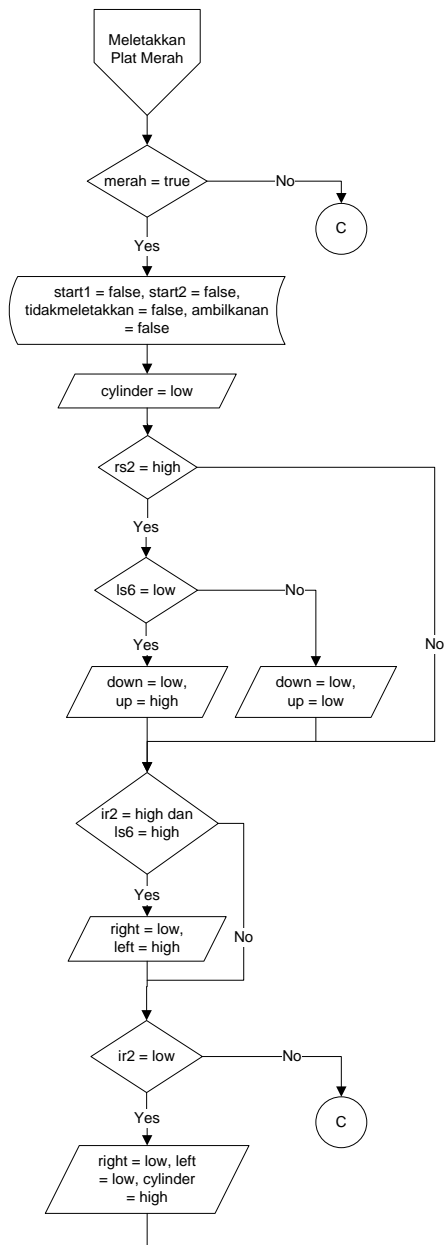 Meletakkan
Plat Merah
merah = true
No
C
Yes
start1 = false, start2 = false,
tidakmeletakkan = false, ambilkanan
= false
cylinder = low
rs2 = high
Yes
ls6 = low
No
No
Yes
down = low,
up = high
down = low,
up = low
ir2 = high dan
ls6 = high
Yes
No
right = low,
left = high
ir2 = low
No
C
Yes
right = low, left
= low, cylinder
= high